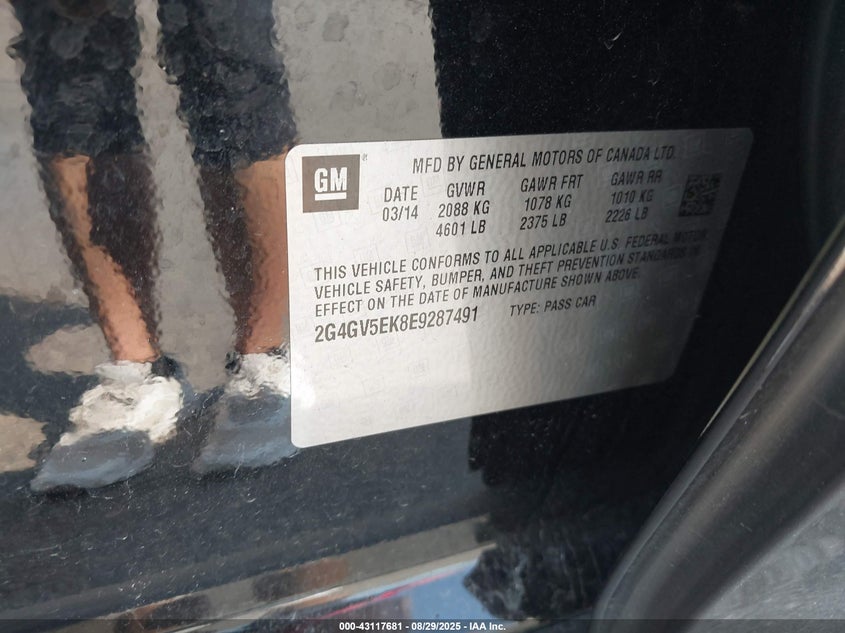 GM
MFD BY GENERAL MOTORS OF CANADA LTD.
DATE GVWR GAWR FRT GAWR RR
03/14 2088 KG 1078 KG 1010 KG
4601 LB 2375 LB 2226 LB
THIS VEHICLE CONFORMS TO ALL APPLICABLE U.S. FEDERAL MOTOR
VEHICLE SAFETY, BUMPER, AND THEFT PREVENTION STANDARDS IN
EFFECT ON THE DATE OF MANUFACTURE SHOWN ABOVE.
2G4GV5EK8E9287491 TYPE: PASS CAR
000-43117681 - 08/29/2025 - IAA Inc.